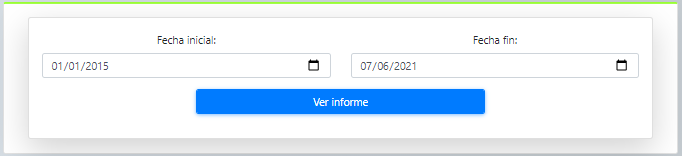 Fecha inicial: Fecha fin:
01/01/2015 07/06/2021
Ver informe